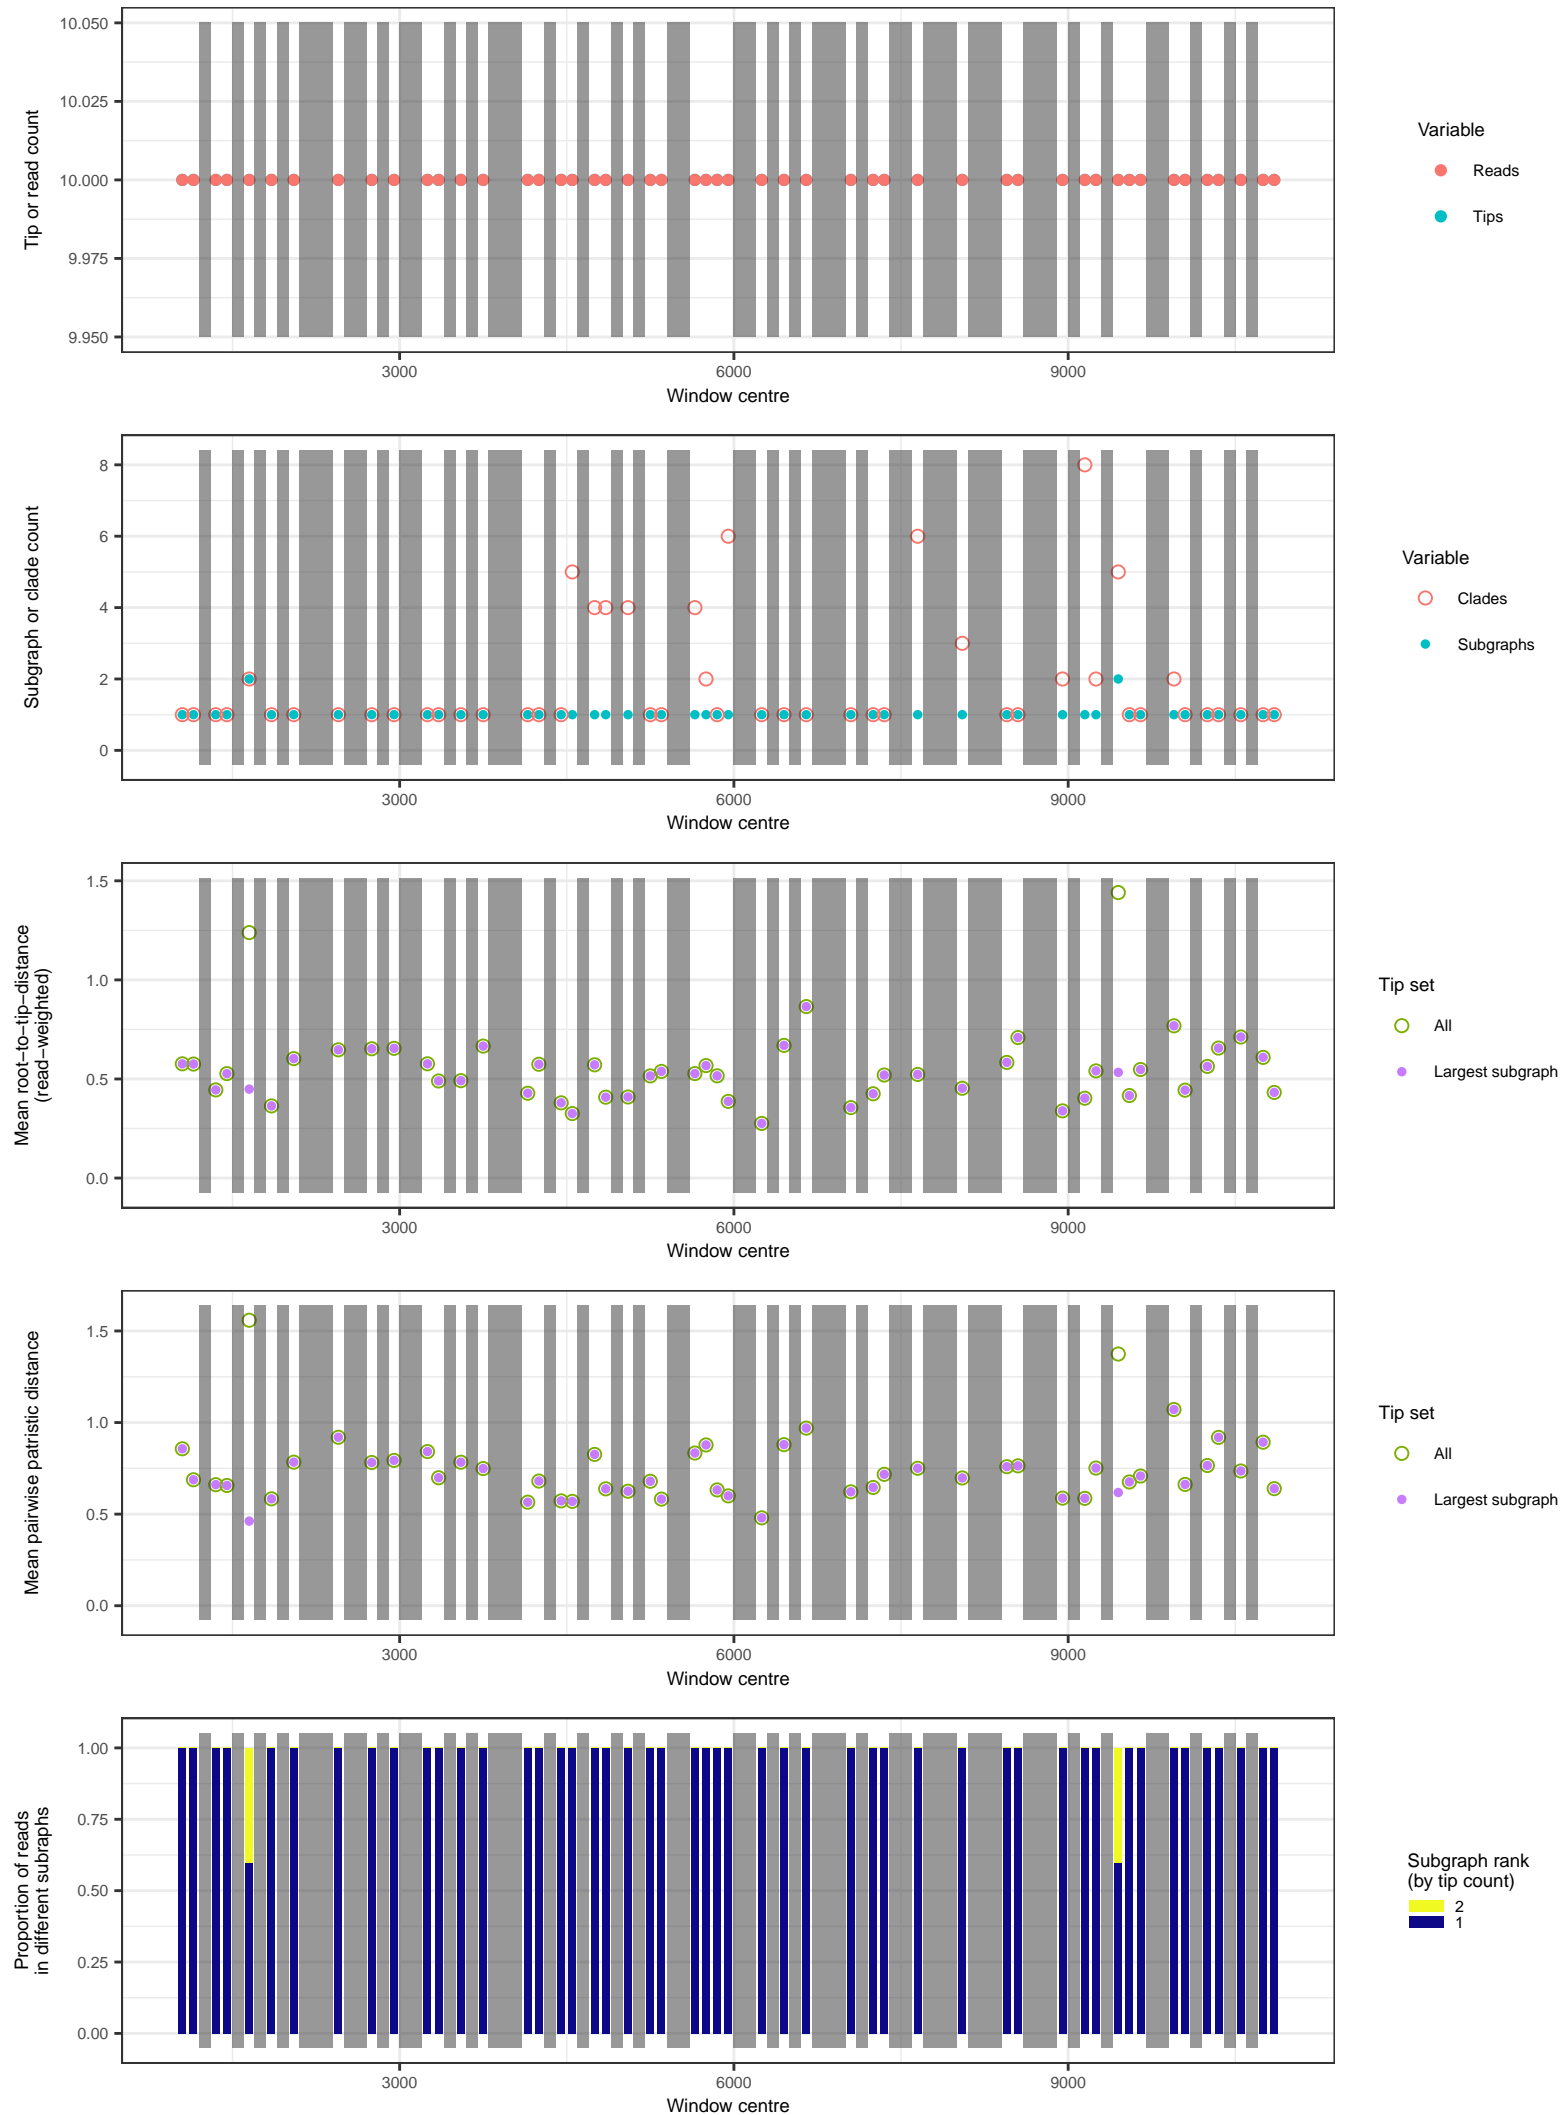 10.050
10.025
10.000
9.975
9.950
Tip or read count
3000
6000
9000
Window centre
Variable
Reads
Tips
8
6
4
2
0
Subgraph or clade count
3000
6000
9000
Window centre
Variable
Clades
Subgraphs
1.5
1.0
0.5
0.0
Mean root−to−tip−distance
(read−weighted)
3000
6000
9000
Window centre
Tip set
All
Largest subgraph
1.5
1.0
0.5
0.0
Mean pairwise patristic distance
3000
6000
9000
Window centre
Tip set
All
Largest subgraph
1.00
0.75
0.50
0.25
0.00
Proportion of reads
in different subraphs
3000
6000
9000
Window centre
Subgraph rank
(by tip count)
2
1